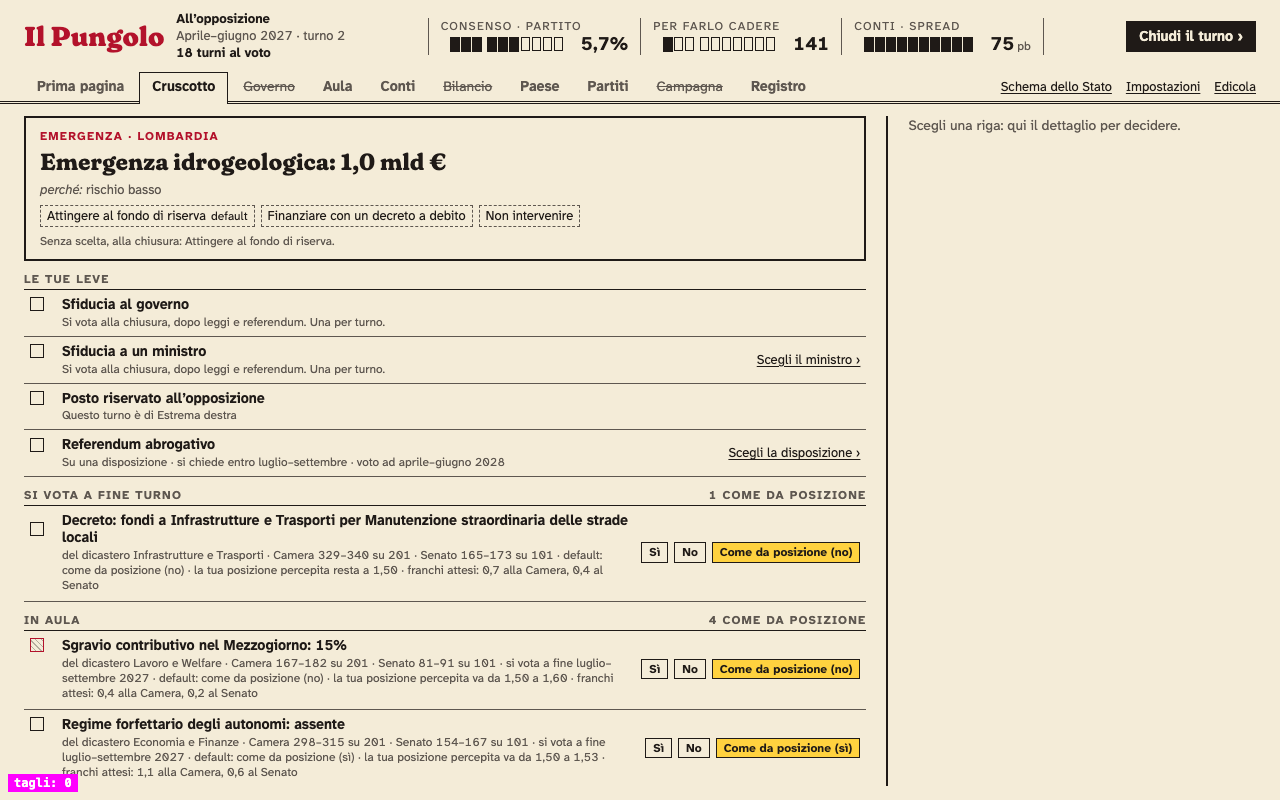 Il Pungolo
All’opposizione
Aprile–giugno 2027 · turno 2
18 turni al voto
CONSENSO · PARTITO
5,7%
PER FARLO CADERE
141
CONTI · SPREAD
75 pb
Chiudi il turno ›
Prima pagina
Cruscotto
Governo
Aula
Conti
Bilancio
Paese
Partiti
Campagna
Registro
Schema dello Stato
Impostazioni
Edicola
EMERGENZA · LOMBARDIA
Emergenza idrogeologica: 1,0 mld €
perché: rischio basso
Attingere al fondo di riserva default
Finanziare con un decreto a debito
Non intervenire
Senza scelta, alla chiusura: Attingere al fondo di riserva.
Scegli una riga: qui il dettaglio per decidere.
LE TUE LEVE
Sfiducia al governo
Si vota alla chiusura, dopo leggi e referendum. Una per turno.
Sfiducia a un ministro
Si vota alla chiusura, dopo leggi e referendum. Una per turno.
Scegli il ministro ›
Posto riservato all’opposizione
Questo turno è di Estrema destra
Referendum abrogativo
Su una disposizione · si chiede entro luglio–settembre · voto ad aprile–giugno 2028
Scegli la disposizione ›
SI VOTA A FINE TURNO
1 COME DA POSIZIONE
Decreto: fondi a Infrastrutture e Trasporti per Manutenzione straordinaria delle strade
locali
del dicastero Infrastrutture e Trasporti · Camera 329–340 su 201 · Senato 165–173 su 101 · default:
come da posizione (no) · la tua posizione percepita resta a 1,50 · franchi attesi: 0,7 alla Camera, 0,4 al
Senato
Sì
No
Come da posizione (no)
IN AULA
4 COME DA POSIZIONE
Sgravio contributivo nel Mezzogiorno: 15%
del dicastero Lavoro e Welfare · Camera 167–182 su 201 · Senato 81–91 su 101 · si vota a fine luglio–
settembre 2027 · default: come da posizione (no) · la tua posizione percepita va da 1,50 a 1,60 · franchi
attesi: 0,4 alla Camera, 0,2 al Senato
Sì
No
Come da posizione (no)
Regime forfettario degli autonomi: assente
del dicastero Economia e Finanze · Camera 298–315 su 201 · Senato 154–167 su 101 · si vota a fine
luglio–settembre 2027 · default: come da posizione (sì) · la tua posizione percepita va da 1,50 a 1,53 ·
franchi attesi: 1,1 alla Camera, 0,6 al Senato
Sì
No
Come da posizione (sì)
tagli: 0